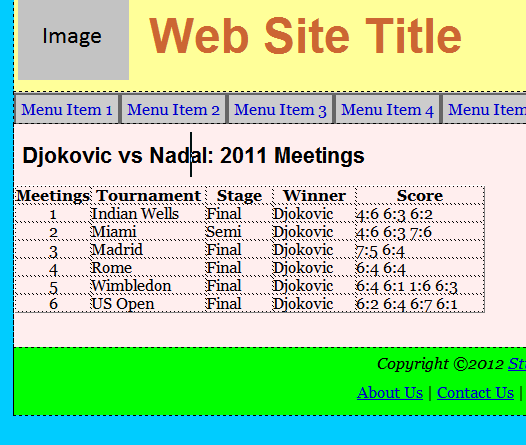 Image
Web Site Title
Menu Item 1 Menu Item 2 Menu Item 3 Menu Item 4 Menu Item
Djokovic vs Nadal: 2011 Meetings
Meetings Tournament Stage Winner Score
1 Indian Wells Final Djokovic 4:6 6:3 6:2
2 Miami Semi Djokovic 4:6 6:3 7:6
3 Madrid Final Djokovic 7:5 6:4
4 Rome Final Djokovic 6:4 6:4
5 Wimbledon Final Djokovic 6:4 6:1 1:6 6:3
6 US Open Final Djokovic 6:2 6:4 6:7 6:1
Copyright ©2012
About Us | Contact Us |